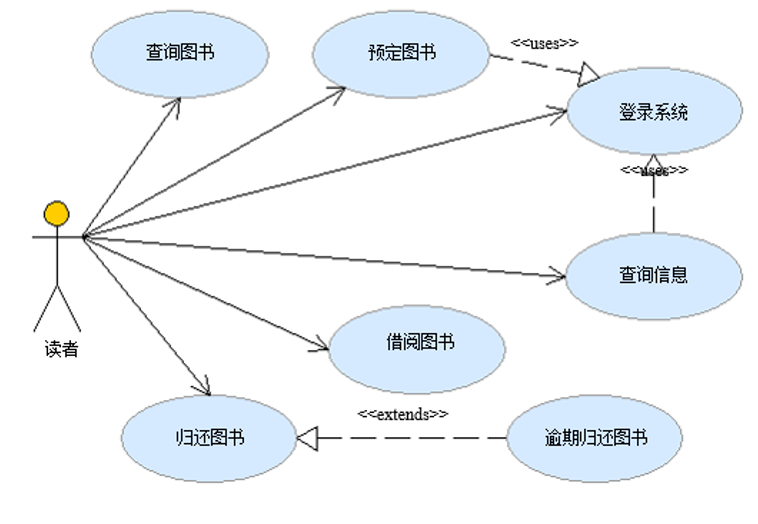 查询图书
预定图书
<<uses>>
登录系统
<<uses>>
查询信息
读者
借阅图书
<<extends>>
归还图书
逾期归还图书